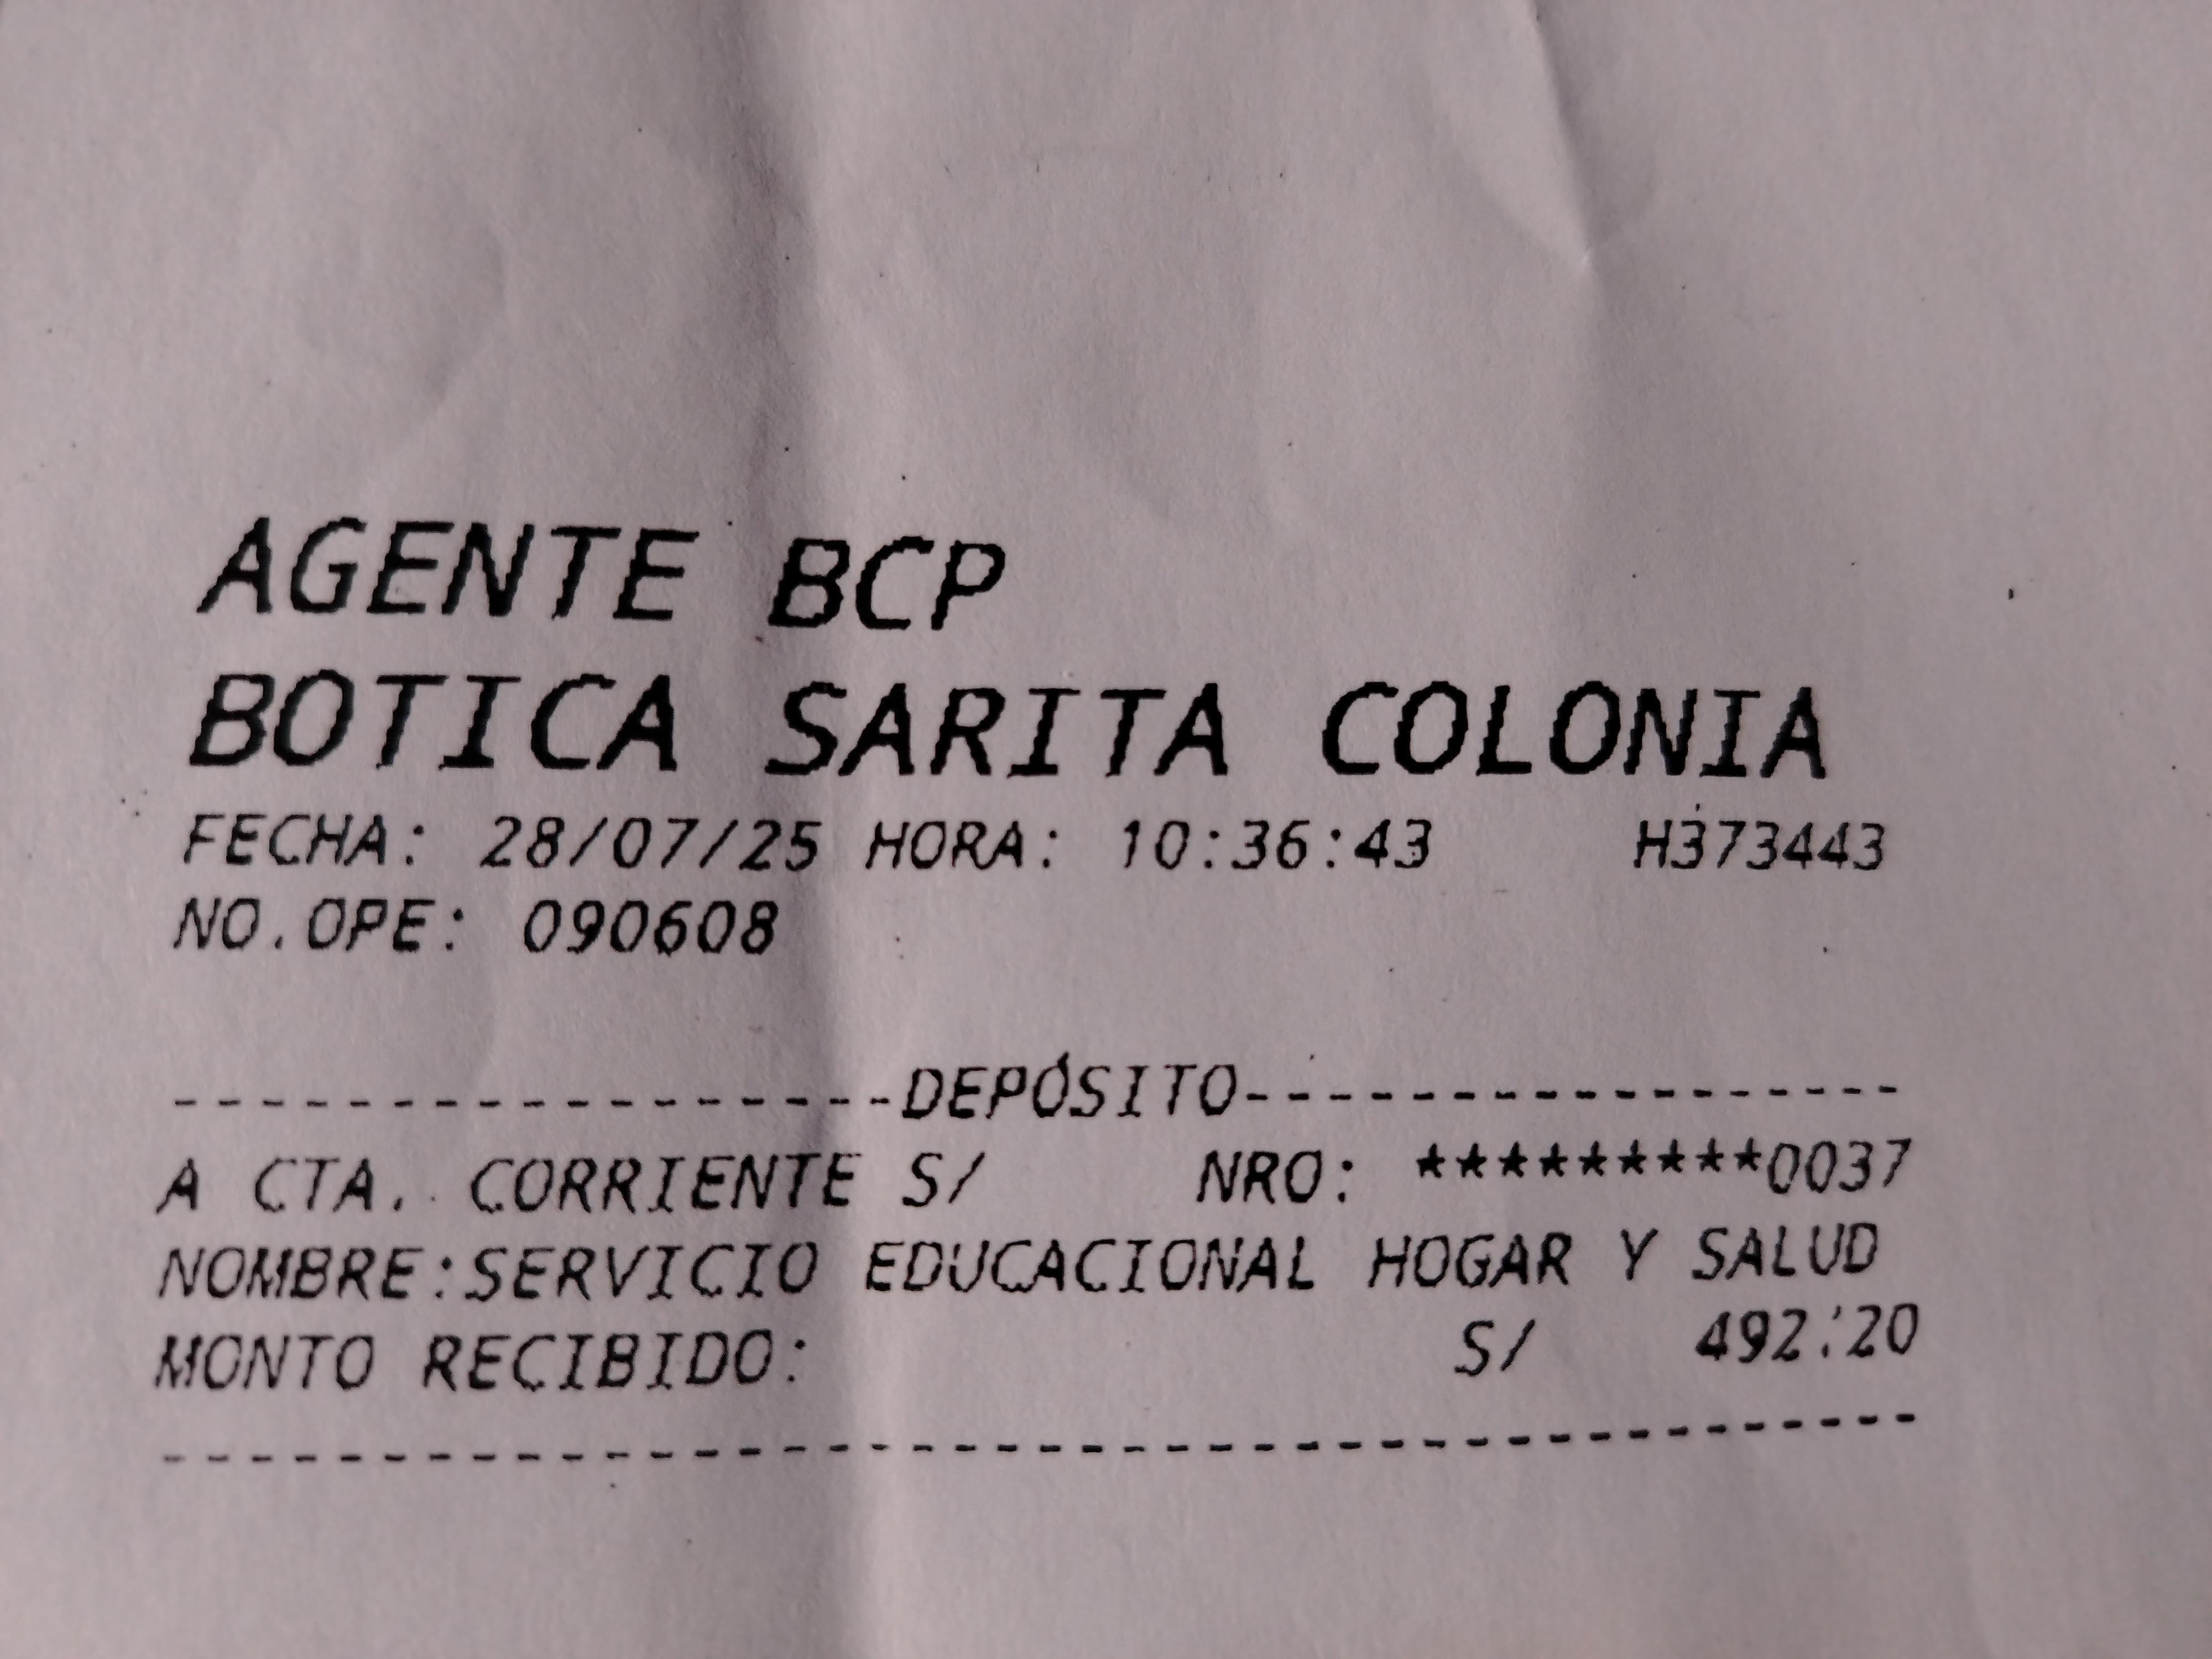 AGENTE BCP
BOTICA SARITA COLONIA
FECHA: 28/07/25 HORA: 10:36:43 H373443
NO.OPE: 090608
------------------DEPÓSITO-----------------
A CTA. CORRIENTE S/ NRO: *********0037
NOMBRE:SERVICIO EDUCACIONAL HOGAR Y SALUD
MONTO RECIBIDO: S/ 492.20
-----------------------------------------